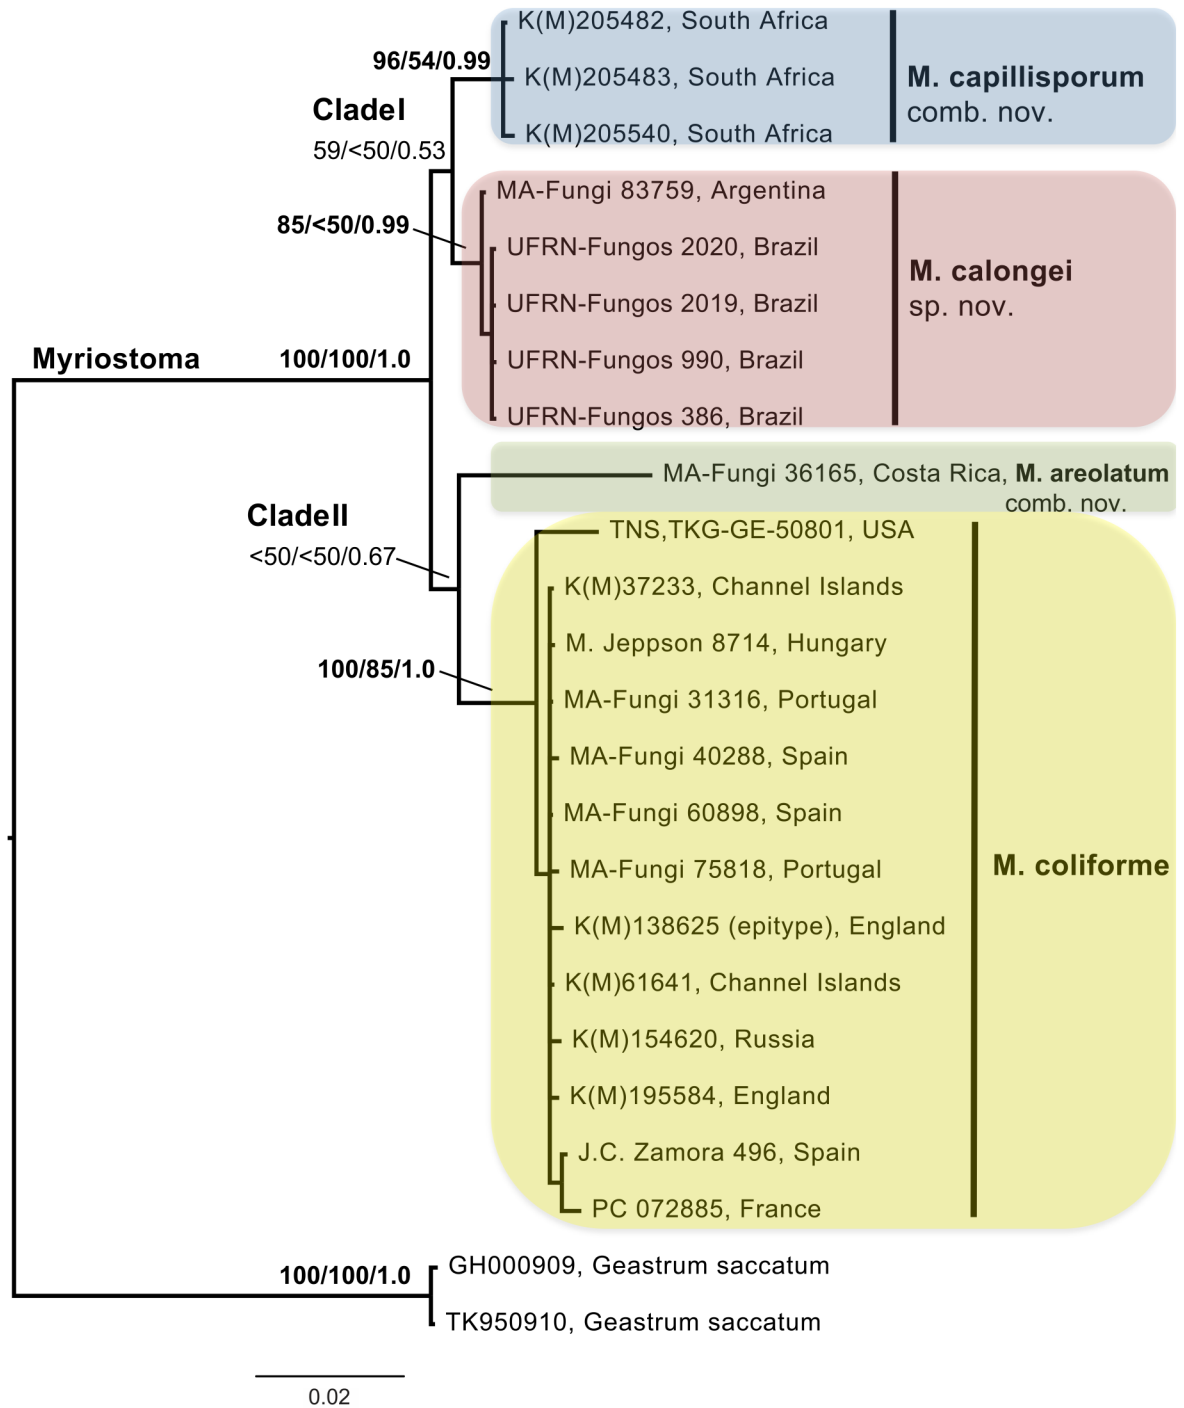 K(M)205482, South Africa
96/54/0.99
K(M)205483, South Africa
M. capillisporum
comb. nov.
CladeI
K(M)205540, South Africa
59/<50/0.53
MA-Fungi 83759, Argentina
85/<50/0.99
UFRN-Fungos 2020, Brazil
M. calongei
sp. nov.
UFRN-Fungos 2019, Brazil
Myriostoma
100/100/1.0
UFRN-Fungos 990, Brazil
UFRN-Fungos 386, Brazil
MA-Fungi 36165, Costa Rica, M. areolatum
comb. nov.
CladeII
<50/<50/0.67
TNS,TKG-GE-50801, USA
K(M)37233, Channel Islands
M. Jeppson 8714, Hungary
100/85/1.0
MA-Fungi 31316, Portugal
MA-Fungi 40288, Spain
MA-Fungi 60898, Spain
MA-Fungi 75818, Portugal
M. coliforme
K(M)138625 (epitype), England
K(M)61641, Channel Islands
K(M)154620, Russia
K(M)195584, England
J.C. Zamora 496, Spain
PC 072885, France
100/100/1.0
GH000909, Geastrum saccatum
TK950910, Geastrum saccatum
0.02